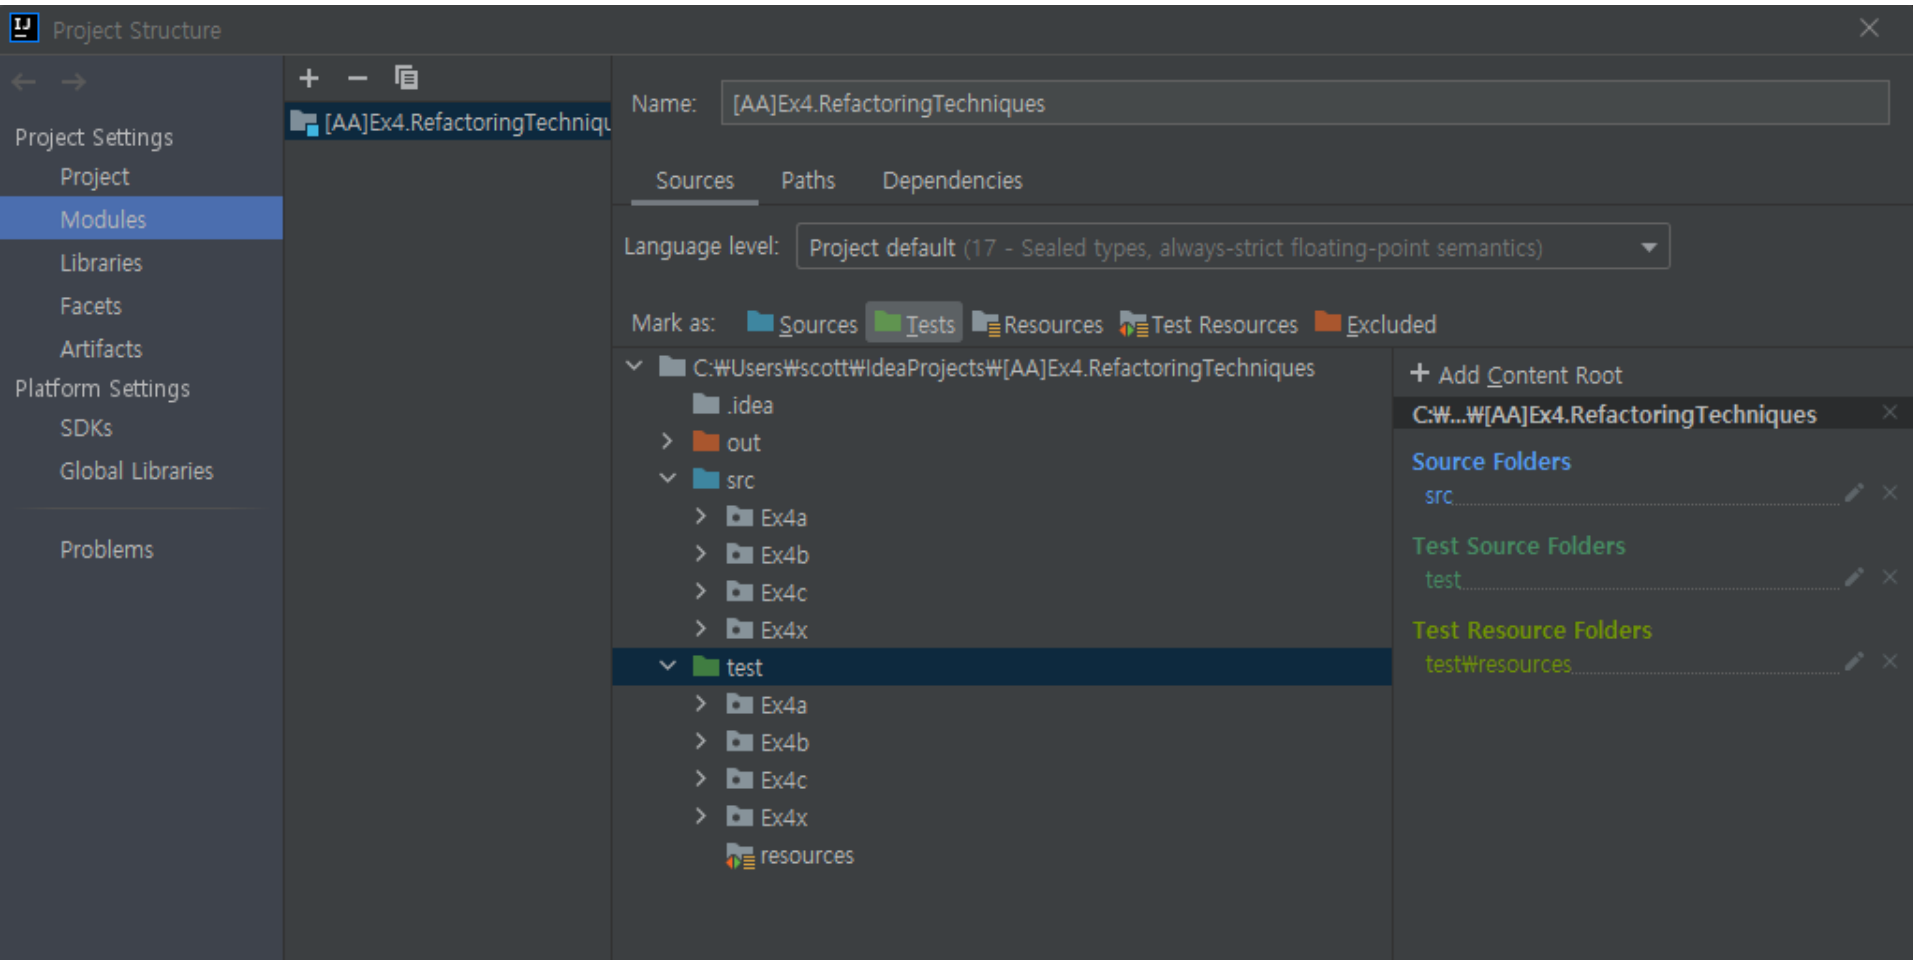 Project Structure
Project Settings
Project
Modules
Libraries
Facets
Artifacts
Platform Settings
SDKs
Global Libraries
Problems
[AA]Ex4.RefactoringTechniqu
Name: [AA]Ex4.RefactoringTechniques
Sources Paths Dependencies
Language level: Project default (17 - Sealed types, always-strict floating-point semantics)
Mark as: Sources Tests Resources Test Resources Excluded
C:₩Users₩scott₩IdeaProjects₩[AA]Ex4.RefactoringTechniques
.idea
out
src
Ex4a
Ex4b
Ex4c
Ex4x
test
Ex4a
Ex4b
Ex4c
Ex4x
resources
Add Content Root
C:₩...₩[AA]Ex4.RefactoringTechniques
Source Folders
src
Test Source Folders
test
Test Resource Folders
test₩resources